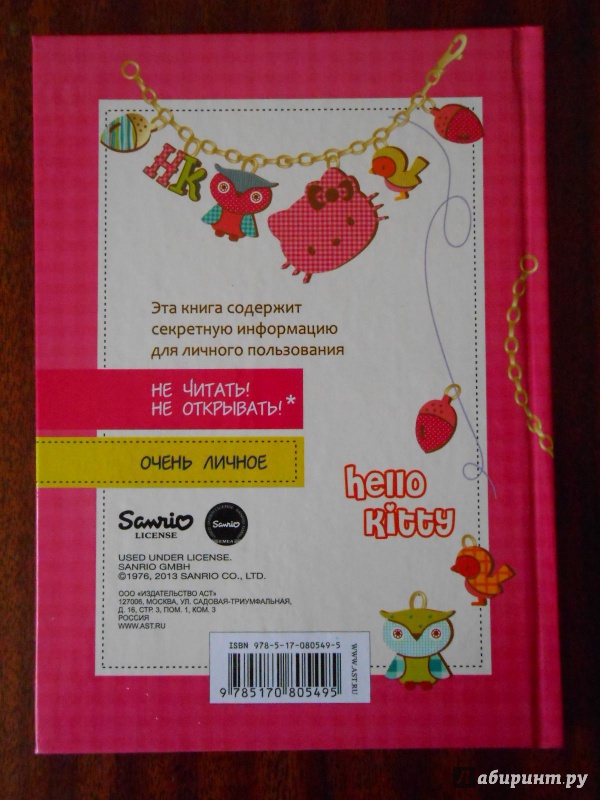 HK
Эта книга содержит
секретную информацию
для личного пользования
НЕ ЧИТАТЬ!
НЕ ОТКРЫВАТЬ!*
ОЧЕНЬ ЛИЧНОЕ
hello
kitty
Sanrio
LICENSE
Sanrio
USED UNDER LICENSE.
SANRIO GMBH
©1976, 2013 SANRIO CO., LTD.
ООО «ИЗДАТЕЛЬСТВО АСТ»
127006, МОСКВА, УЛ. САДОВАЯ-ТРИУМФАЛЬНАЯ,
Д. 16, СТР. 3, ПОМ. 1, КОМ. 3
РОССИЯ
WWW.AST.RU
ISBN 978-5-17-080549-5
9 785170 805495
WWW.AST.RU
Лабиринт.ру